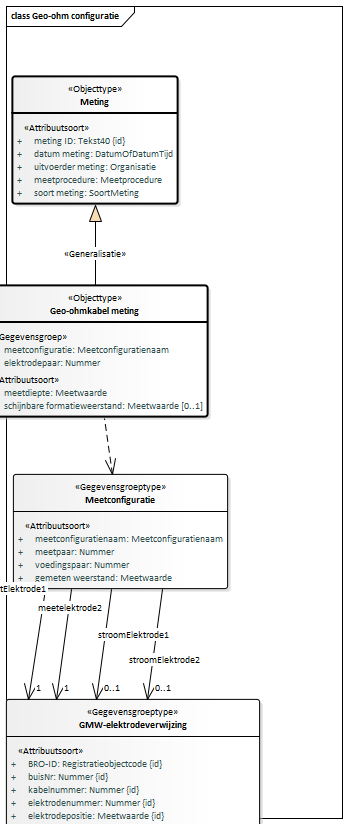 class Geo-ohm configuratie
«Objecttype»
Meting
«Attribuutsoort»
+ meting ID: Tekst40 {id}
+ datum meting: DatumOfDatumTijd
+ uitvoerder meting: Organisatie
+ meetprocedure: Meetprocedure
+ soort meting: SoortMeting
«Generalisatie»
«Objecttype»
Geo-ohmkabel meting
Gegevensgroep»
meetconfiguratie: Meetconfiguratienaam
elektrodepaar: Nummer
Attribuutsoort»
meetdiepte: Meetwaarde
schijnbare formatieweerstand: Meetwaarde [0..1]
«Gegevensgroeptype»
Meetconfiguratie
«Attribuutsoort»
+ meetconfiguratienaam: Meetconfiguratienaam
+ meetpaar: Nummer
+ voedingspaar: Nummer
+ gemeten weerstand: Meetwaarde
tElektrode1
meetelektrode2
stroomElektrode1
stroomElektrode2
1 1 0..1 0..1
«Gegevensgroeptype»
GMW-elektrodeverwijzing
«Attribuutsoort»
+ BRO-ID: Registratieobjectcode {id}
+ buisNr: Nummer {id}
+ kabelnummer: Nummer {id}
+ elektrodenummer: Nummer {id}
+ elektrodepositie: Meetwaarde {id}